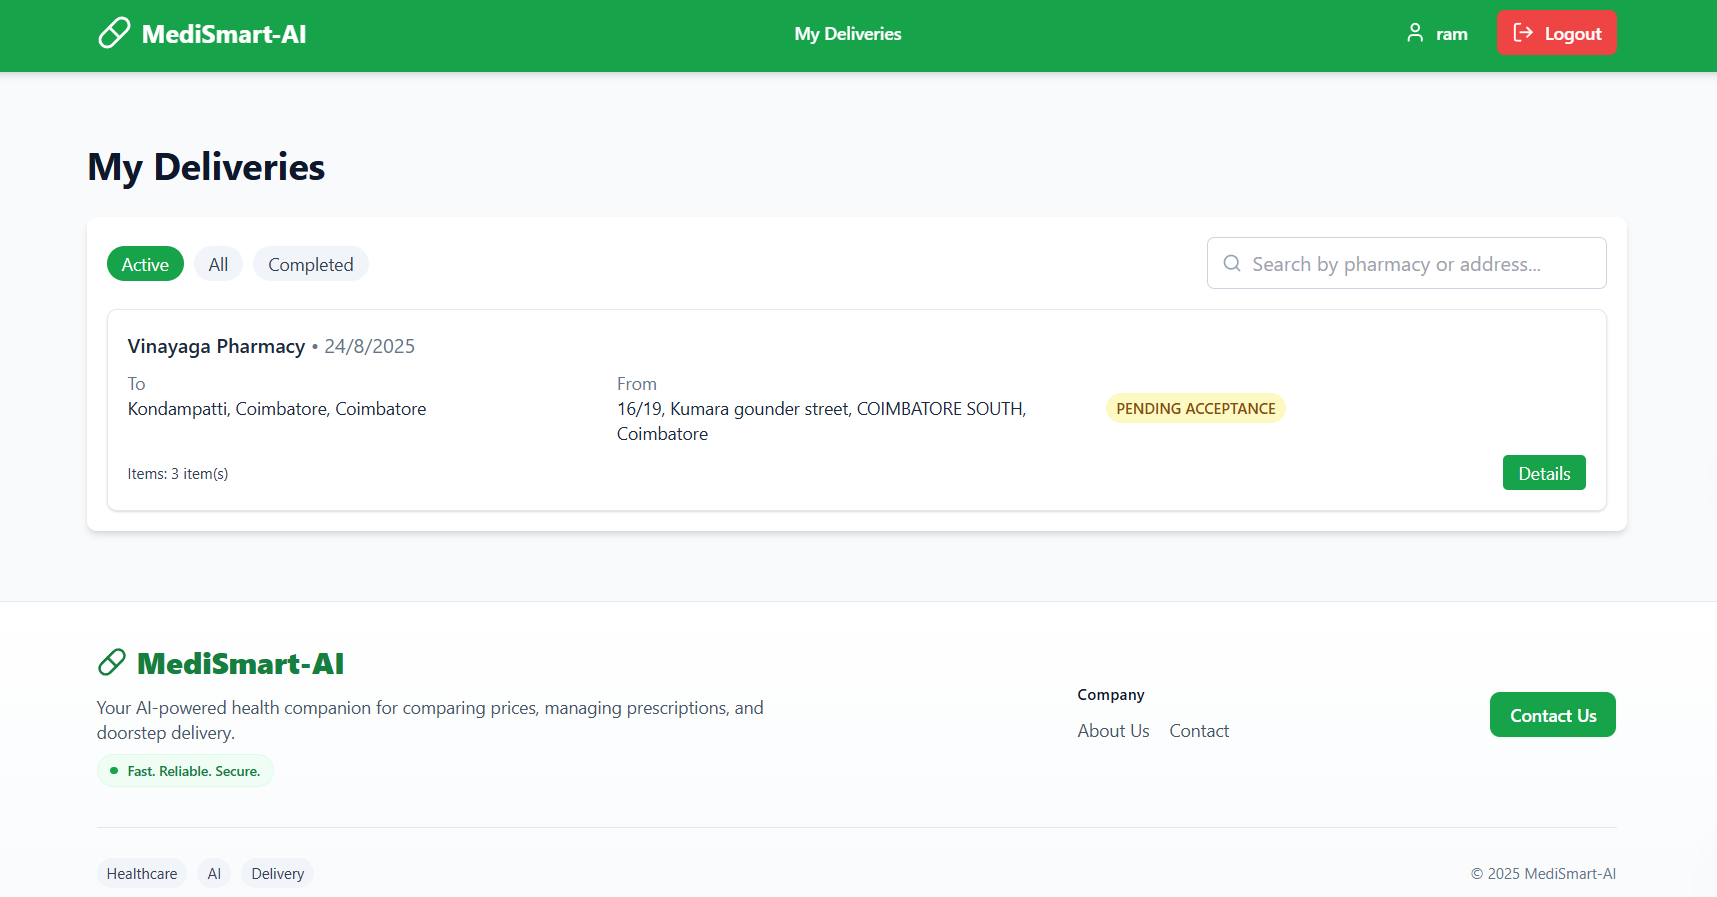 MediSmart-AI
My Deliveries
ram
Logout
My Deliveries
Active
All
Completed
Search by pharmacy or address...
Vinayaga Pharmacy • 24/8/2025
To
Kondampatti, Coimbatore, Coimbatore
From
16/19, Kumara gounder street, COIMBATORE SOUTH,
Coimbatore
PENDING ACCEPTANCE
Items: 3 item(s)
Details
MediSmart-AI
Your AI-powered health companion for comparing prices, managing prescriptions, and
doorstep delivery.
Fast. Reliable. Secure.
Company
About Us
Contact
Contact Us
Healthcare
AI
Delivery
© 2025 MediSmart-AI